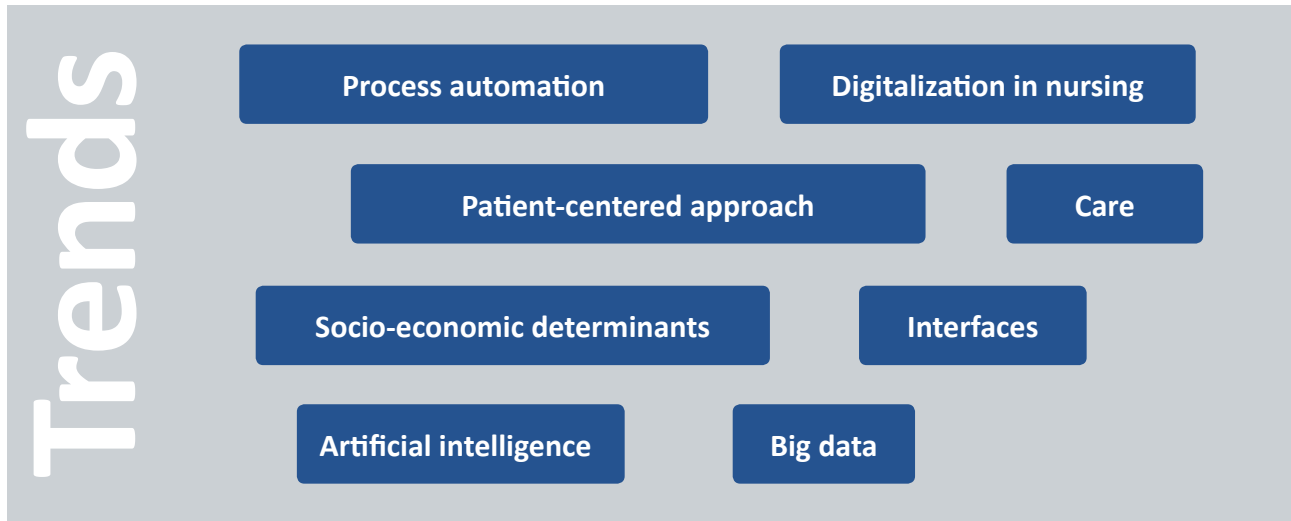 Trends
Process automation
Digitalization in nursing
Patient-centered approach
Care
Socio-economic determinants
Interfaces
Artificial intelligence
Big data